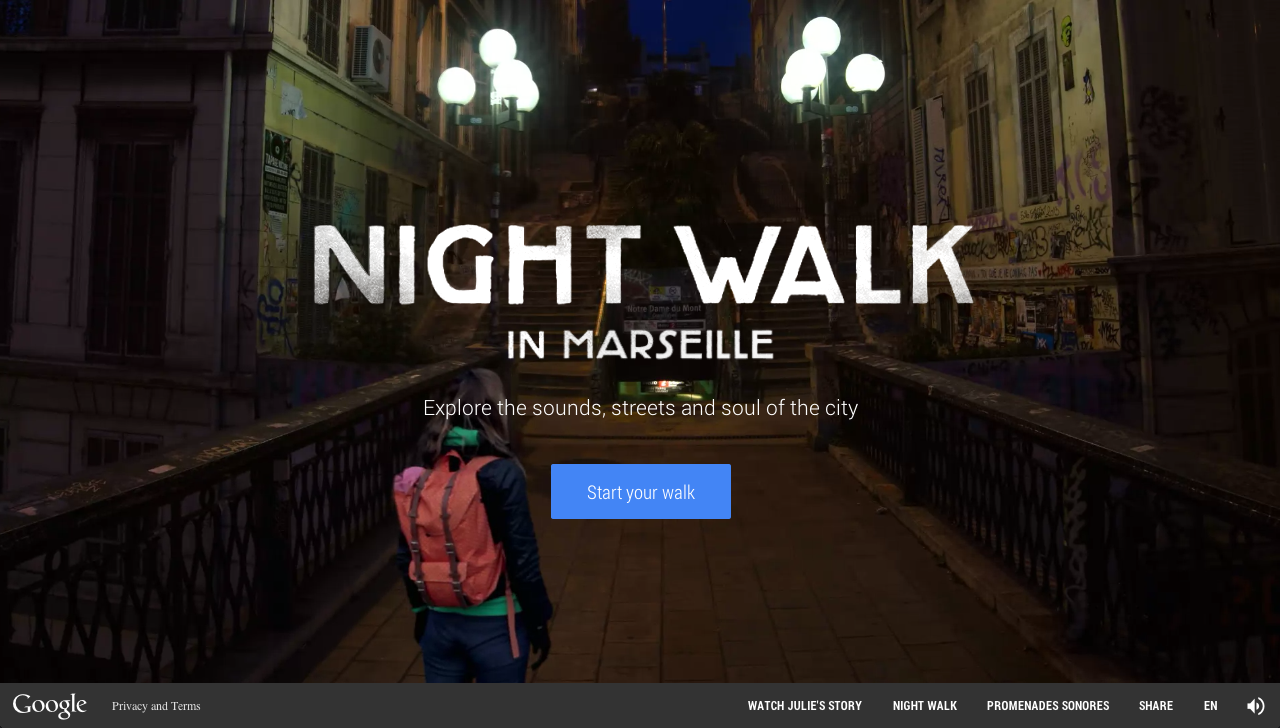 NIGHT WALK
Notre Dame du Mont
IN MARSEILLE
Explore the sounds, streets and soul of the city
Start your walk
Google Privacy and Terms WATCH JULIE'S STORY NIGHT WALK PROMENADES SONORES SHARE EN